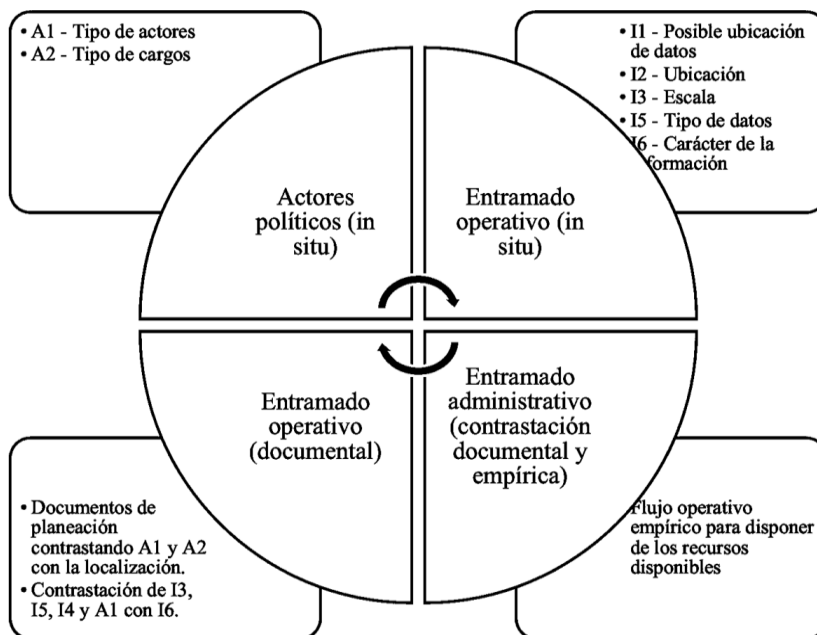 • A1 - Tipo de actores
• A2 - Tipo de cargos
• I1 - Posible ubicación
de datos
• I2 - Ubicación
• I3 - Escala
• I5 - Tipo de datos
I6 - Carácter de la
formación
Actores
políticos (in
situ)
Entramado
operativo (in
situ)
Entramado
operativo
(documental)
Entramado
administrativo
(contrastación
documental y
empírica)
• Documentos de
planeación
contrastando A1 y A2
con la localización.
• Contrastación de I3,
I5, I4 y A1 con I6.
Flujo operativo
empírico para disponer
de los recursos
disponibles